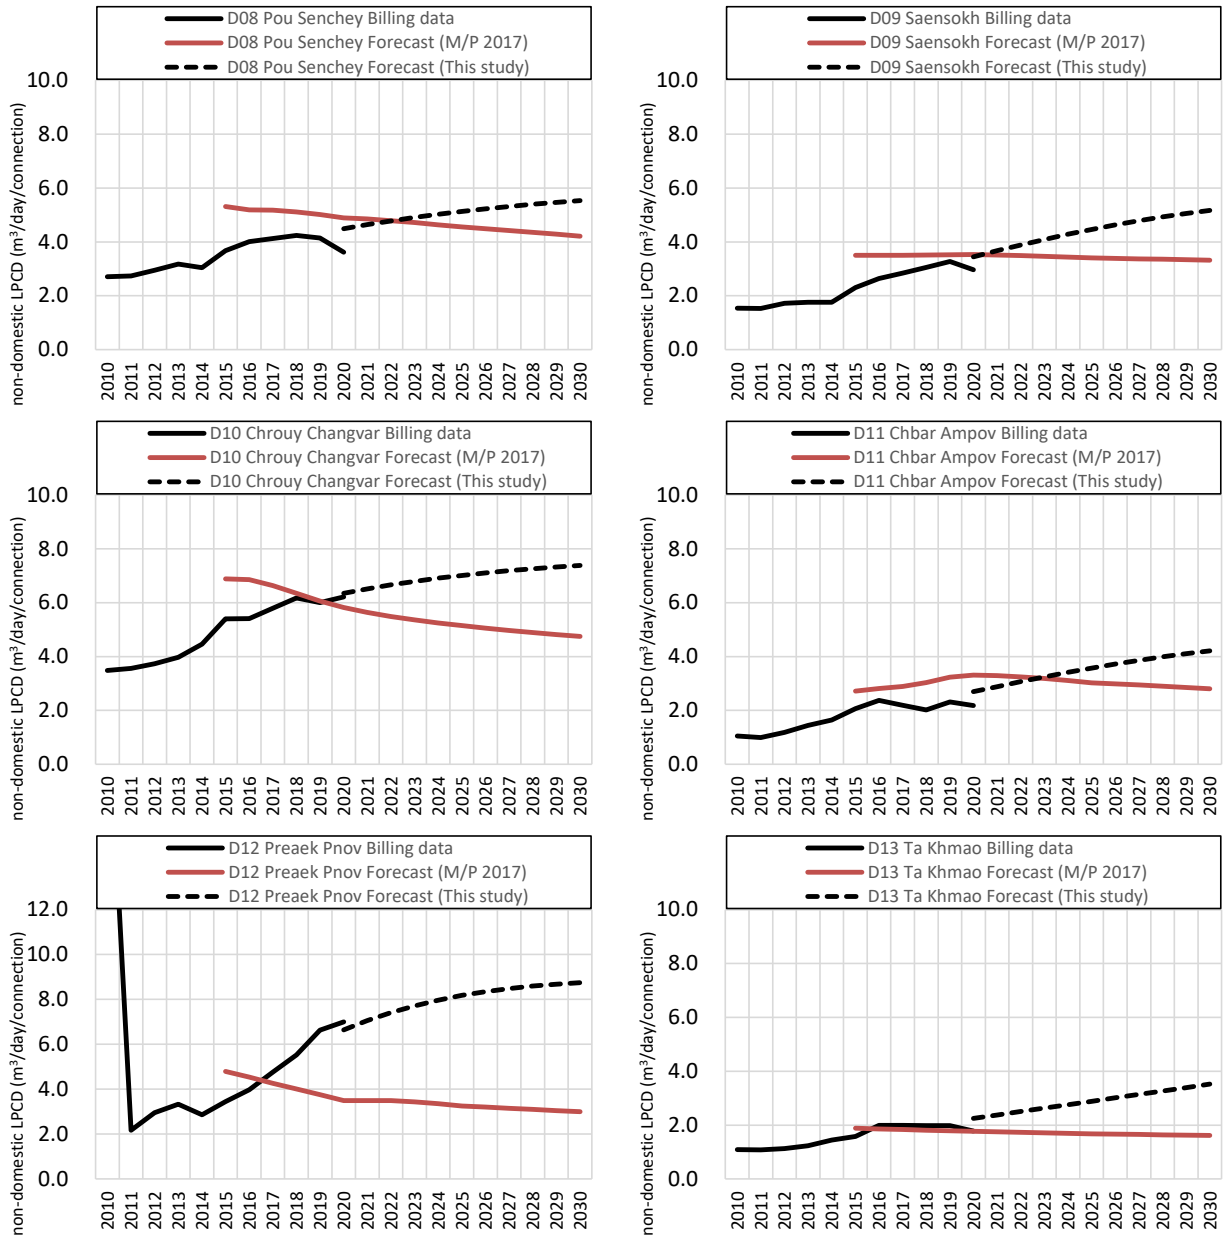 D08 Pou Senchey Billing data
D08 Pou Senchey Forecast (M/P 2017)
D08 Pou Senchey Forecast (This study)
non-domestic LPCD (m³/day/connection)
10.0
8.0
6.0
4.0
2.0
0.0
2010 2011 2012 2013 2014 2015 2016 2017 2018 2019 2020 2021 2022 2023 2024 2025 2026 2027 2028 2029 2030
D09 Saensokh Billing data
D09 Saensokh Forecast (M/P 2017)
D09 Saensokh Forecast (This study)
non-domestic LPCD (m³/day/connection)
10.0
8.0
6.0
4.0
2.0
0.0
2010 2011 2012 2013 2014 2015 2016 2017 2018 2019 2020 2021 2022 2023 2024 2025 2026 2027 2028 2029 2030
D10 Chrouy Changvar Billing data
D10 Chrouy Changvar Forecast (M/P 2017)
D10 Chrouy Changvar Forecast (This study)
non-domestic LPCD (m³/day/connection)
10.0
8.0
6.0
4.0
2.0
0.0
2010 2011 2012 2013 2014 2015 2016 2017 2018 2019 2020 2021 2022 2023 2024 2025 2026 2027 2028 2029 2030
D11 Chbar Ampov Billing data
D11 Chbar Ampov Forecast (M/P 2017)
D11 Chbar Ampov Forecast (This study)
non-domestic LPCD (m³/day/connection)
10.0
8.0
6.0
4.0
2.0
0.0
2010 2011 2012 2013 2014 2015 2016 2017 2018 2019 2020 2021 2022 2023 2024 2025 2026 2027 2028 2029 2030
D12 Preaek Pnov Billing data
D12 Preaek Pnov Forecast (M/P 2017)
D12 Preaek Pnov Forecast (This study)
non-domestic LPCD (m³/day/connection)
12.0
10.0
8.0
6.0
4.0
2.0
0.0
2010 2011 2012 2013 2014 2015 2016 2017 2018 2019 2020 2021 2022 2023 2024 2025 2026 2027 2028 2029 2030
D13 Ta Khmao Billing data
D13 Ta Khmao Forecast (M/P 2017)
D13 Ta Khmao Forecast (This study)
non-domestic LPCD (m³/day/connection)
10.0
8.0
6.0
4.0
2.0
0.0
2010 2011 2012 2013 2014 2015 2016 2017 2018 2019 2020 2021 2022 2023 2024 2025 2026 2027 2028 2029 2030